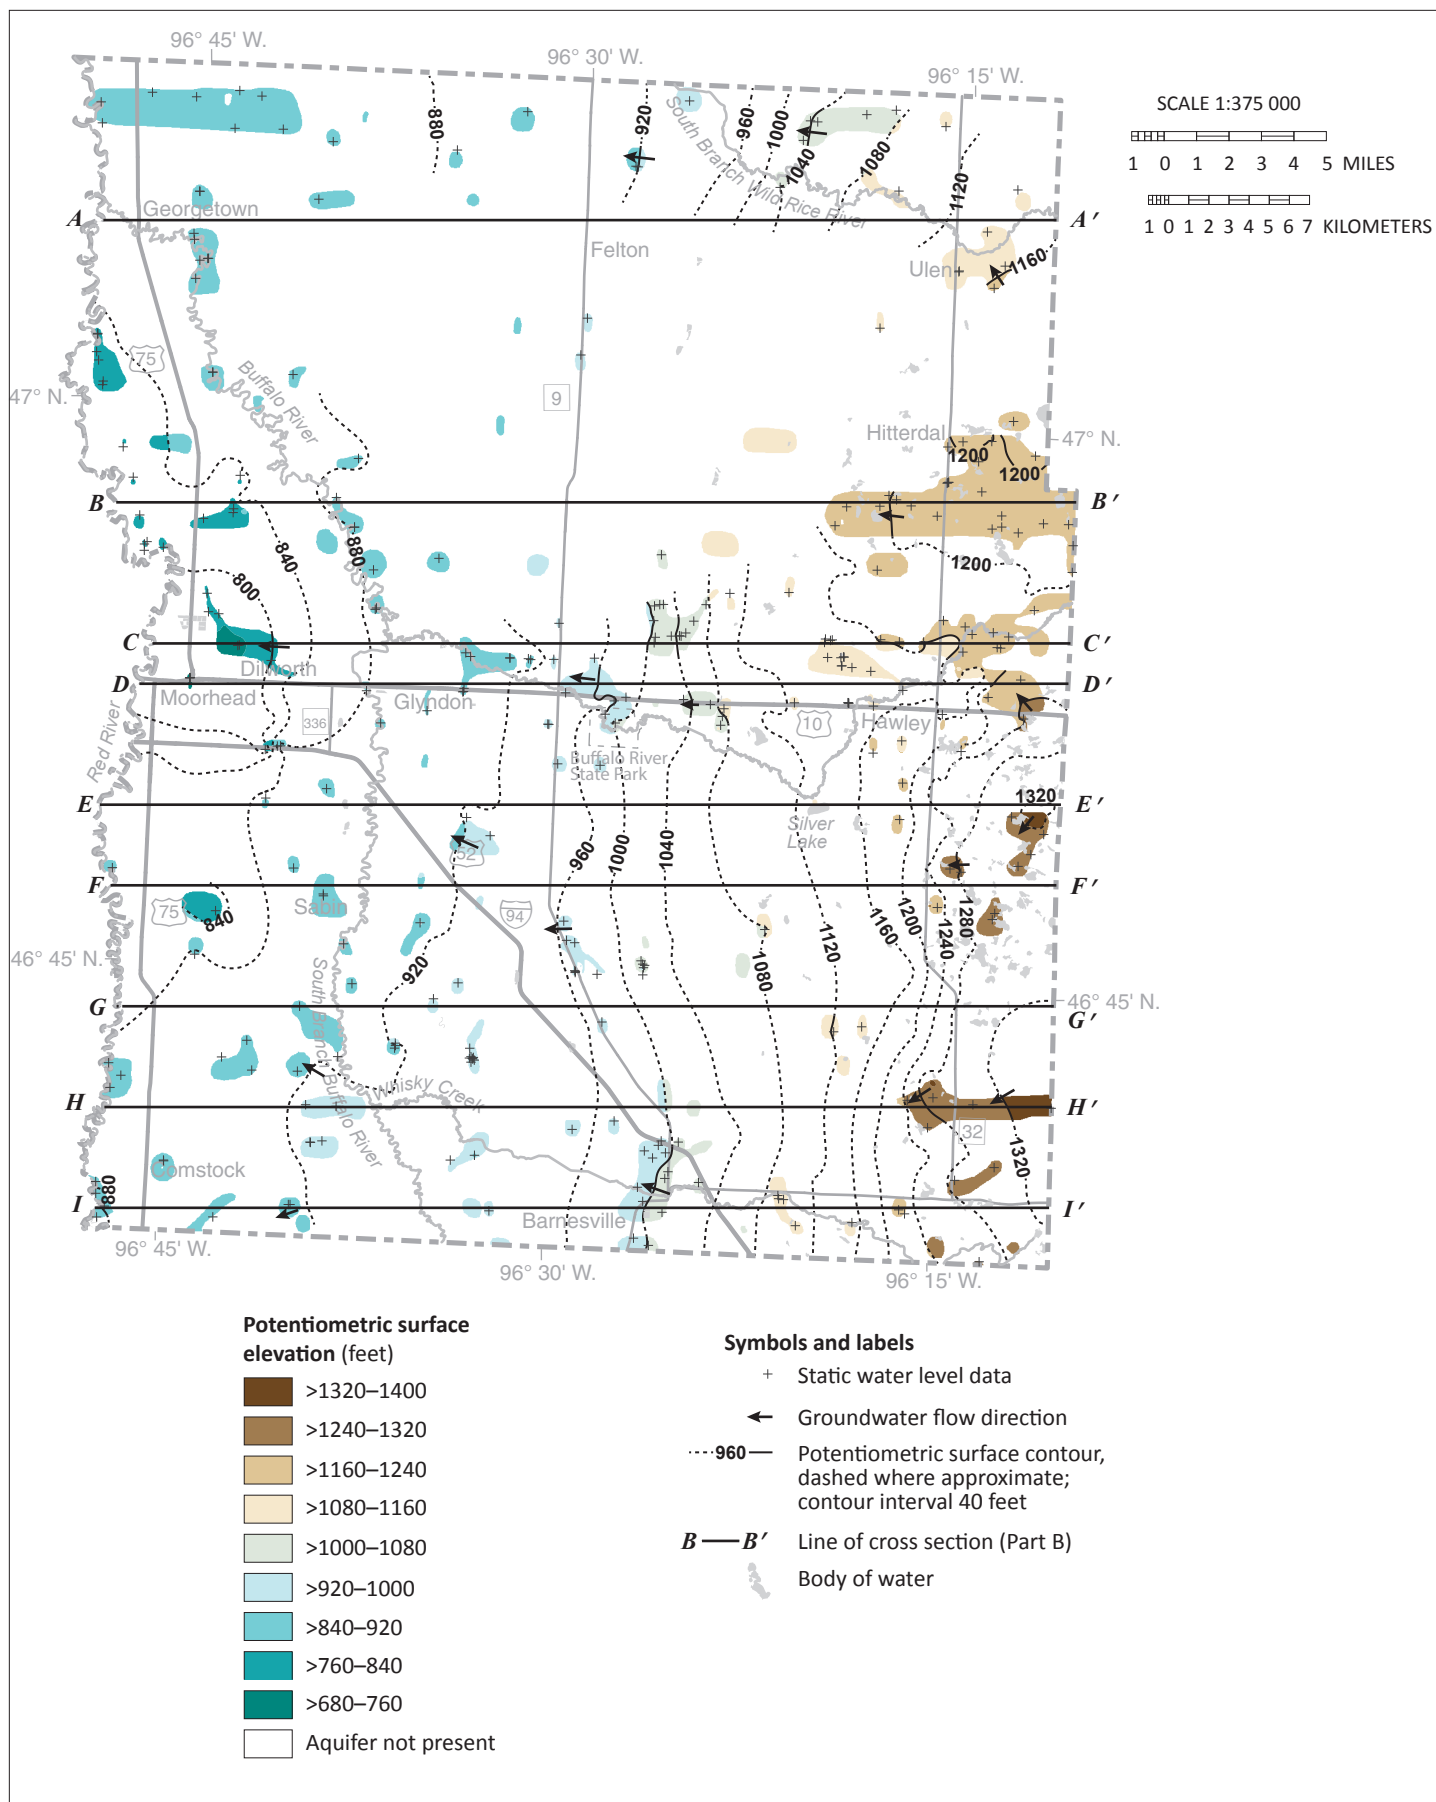 96° 45' W.
96° 30' W.
96° 15' W.
SCALE 1:375 000
1 0 1 2 3 4 5 MILES
1 0 1 2 3 4 5 6 7 KILOMETERS
880
920
South Branch Wild Rice River
960
1000
1040
1080
1120
A
Georgetown
A'
Felton
Ulen
1160
75
Buffalo River
9
47° N.
Hitterdal
47° N.
1200
1200
B
B'
840
880
800
1200
C
Dilworth
C'
D
Moorhead
Glyndon
D'
336
10
Hawley
Red River
Buffalo River
State Park
E
1320
E'
Silver
Lake
960
1000
1040
52
F
F'
75
840
Sabin
94
1200
1280
1160
1240
1120
1080
920
46° 45' N.
46° 45' N.
G
G'
South Branch Buffalo River
Whisky Creek
H
H'
32
1320
Comstock
880
I
Barnesville
I'
96° 45' W.
96° 30' W.
96° 15' W.
Potentiometric surface
elevation (feet)
>1320–1400
>1240–1320
>1160–1240
>1080–1160
>1000–1080
>920–1000
>840–920
>760–840
>680–760
Aquifer not present
Symbols and labels
Static water level data
Groundwater flow direction
960
Potentiometric surface contour,
dashed where approximate;
contour interval 40 feet
B B' Line of cross section (Part B)
Body of water